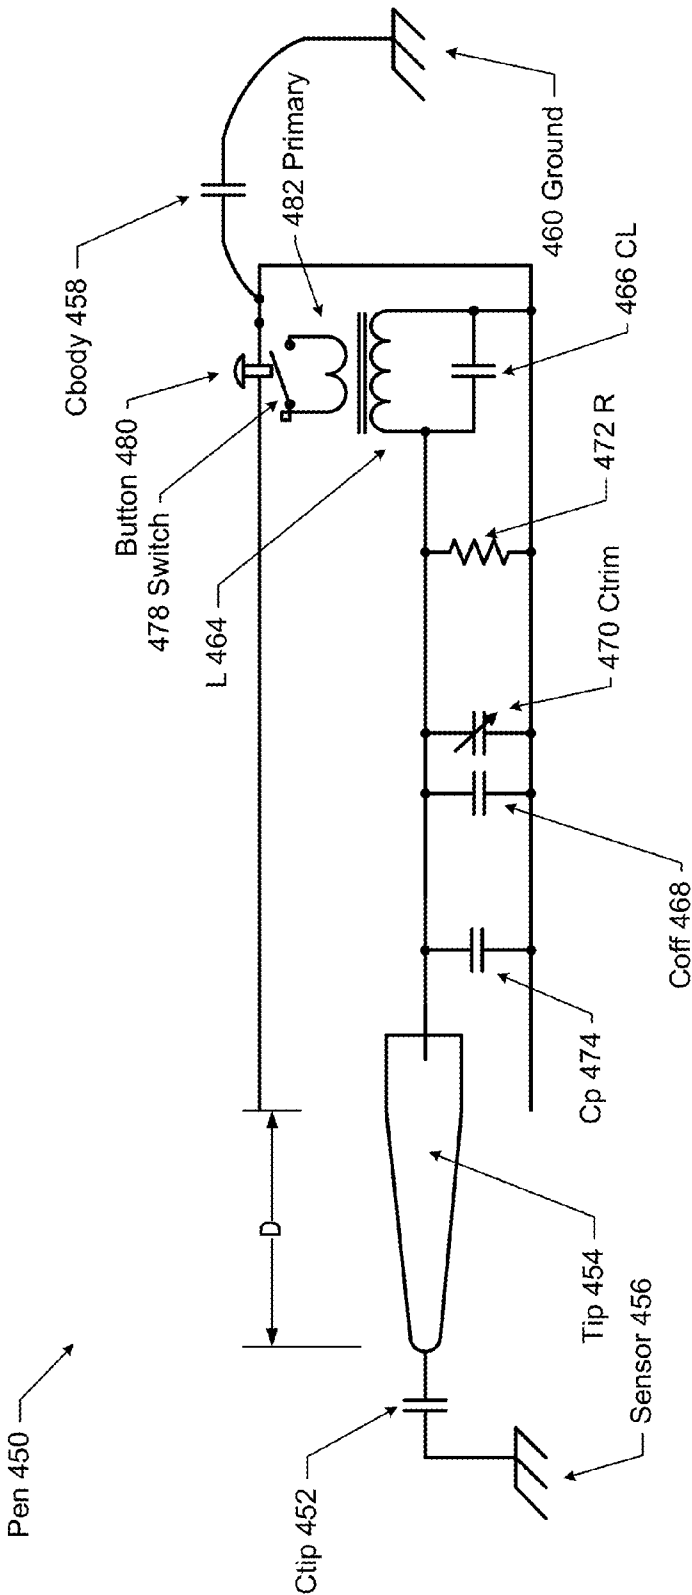 Pen 450
Ctip 452
Sensor 456
D
Tip 454
Cp 474
Coff 468
470 Ctrim
472 R
L 464
478 Switch
Button 480
Cbody 458
482 Primary
466 CL
460 Ground